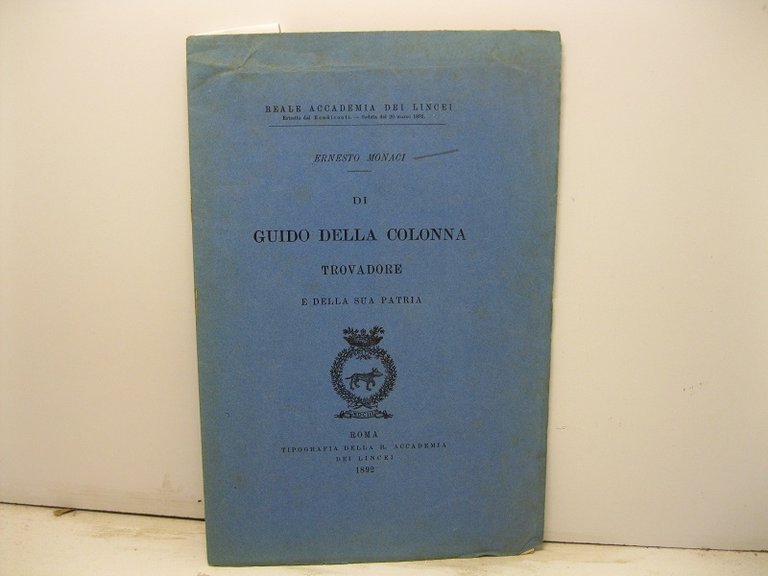 REALE ACCADEMIA DEI LINCEI
Estratto dai Rendiconti. — Seduta del 20 marzo 1892.
ERNESTO MONACI
DI
GUIDO DELLA COLONNA
TROVADORE
E DELLA SUA PATRIA
MDCIII
ROMA
TIPOGRAFIA DELLA R. ACCADEMIA
DEI LINCEI
1892